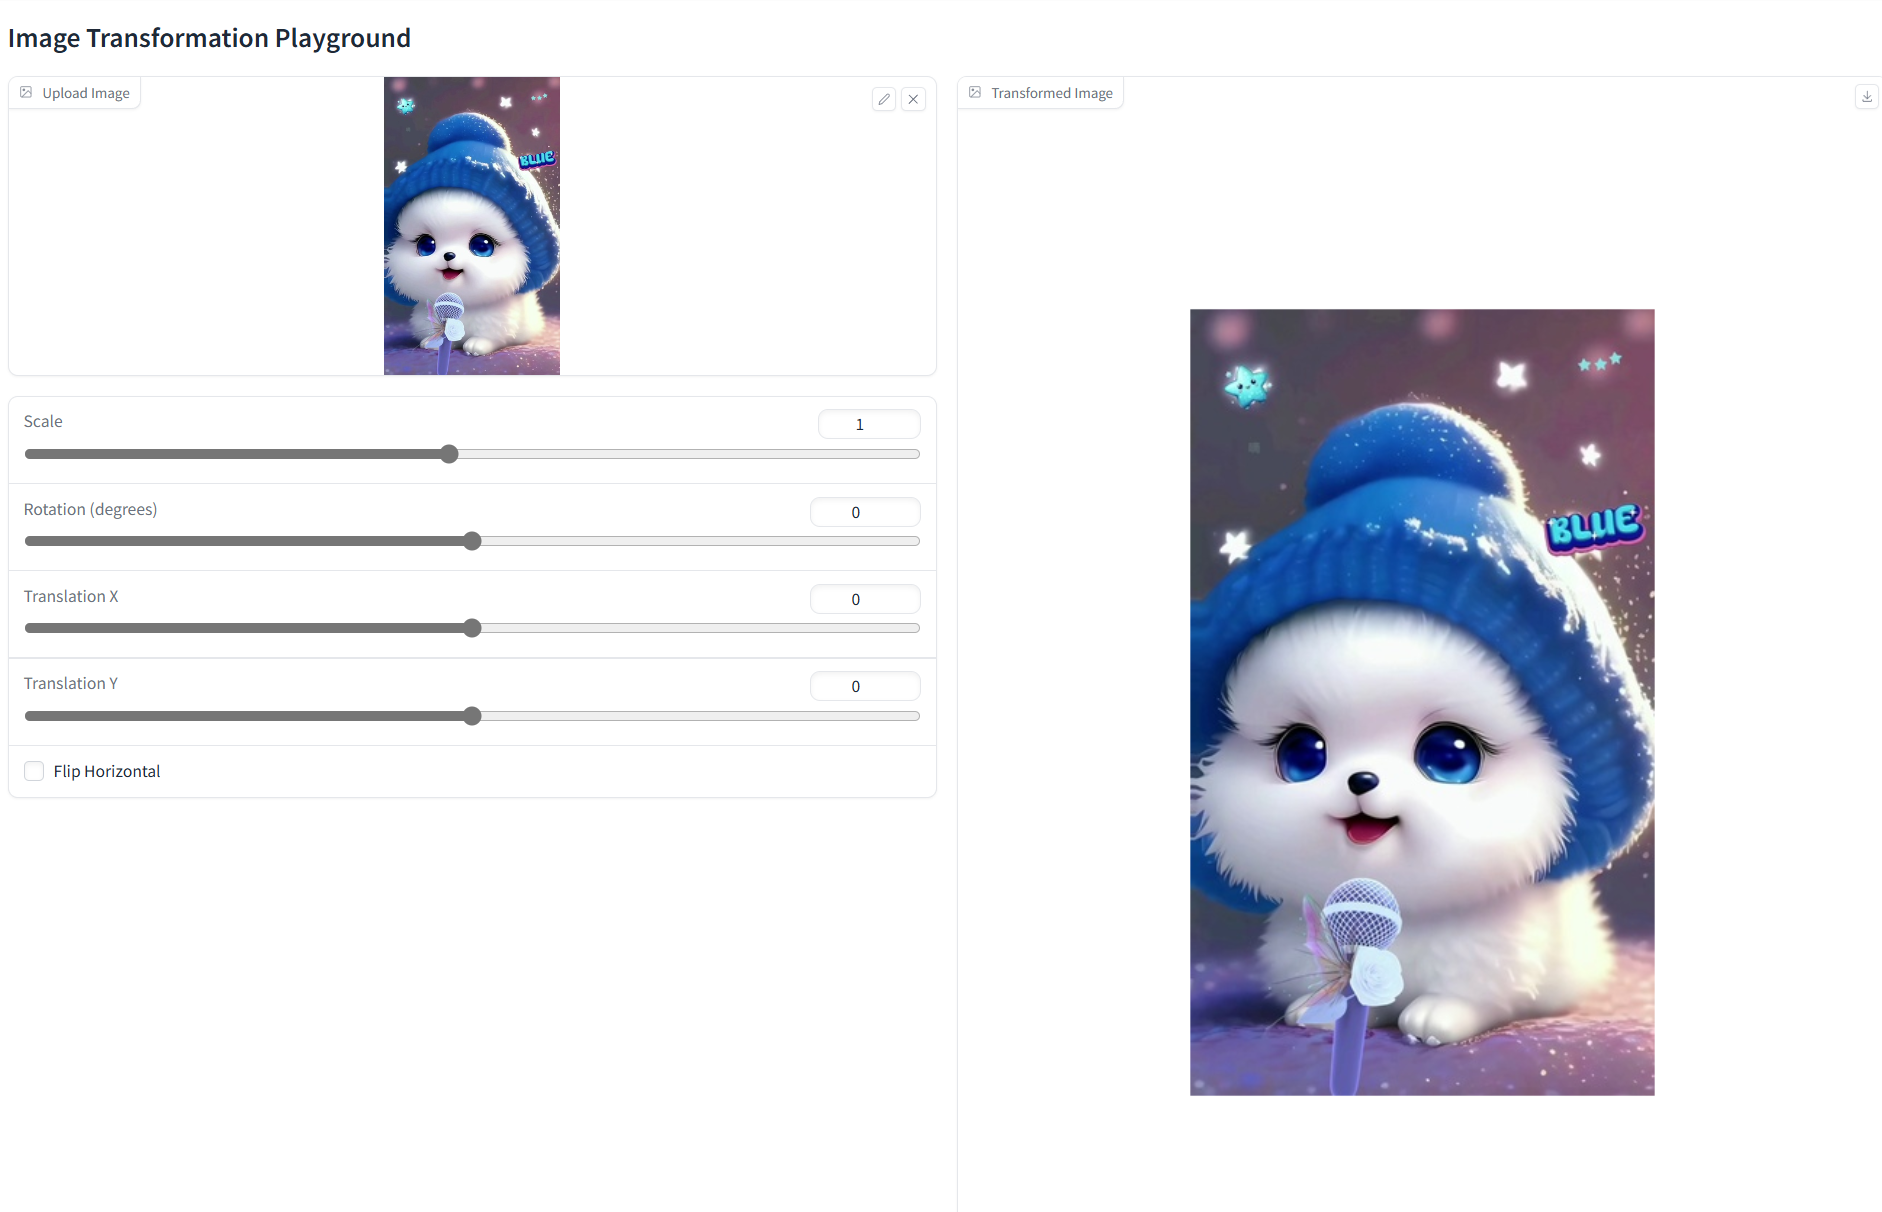 Image Transformation Playground
Upload Image
BLUE
Scale
1
Rotation (degrees)
0
Translation X
0
Translation Y
0
Flip Horizontal
Transformed Image
BLUE